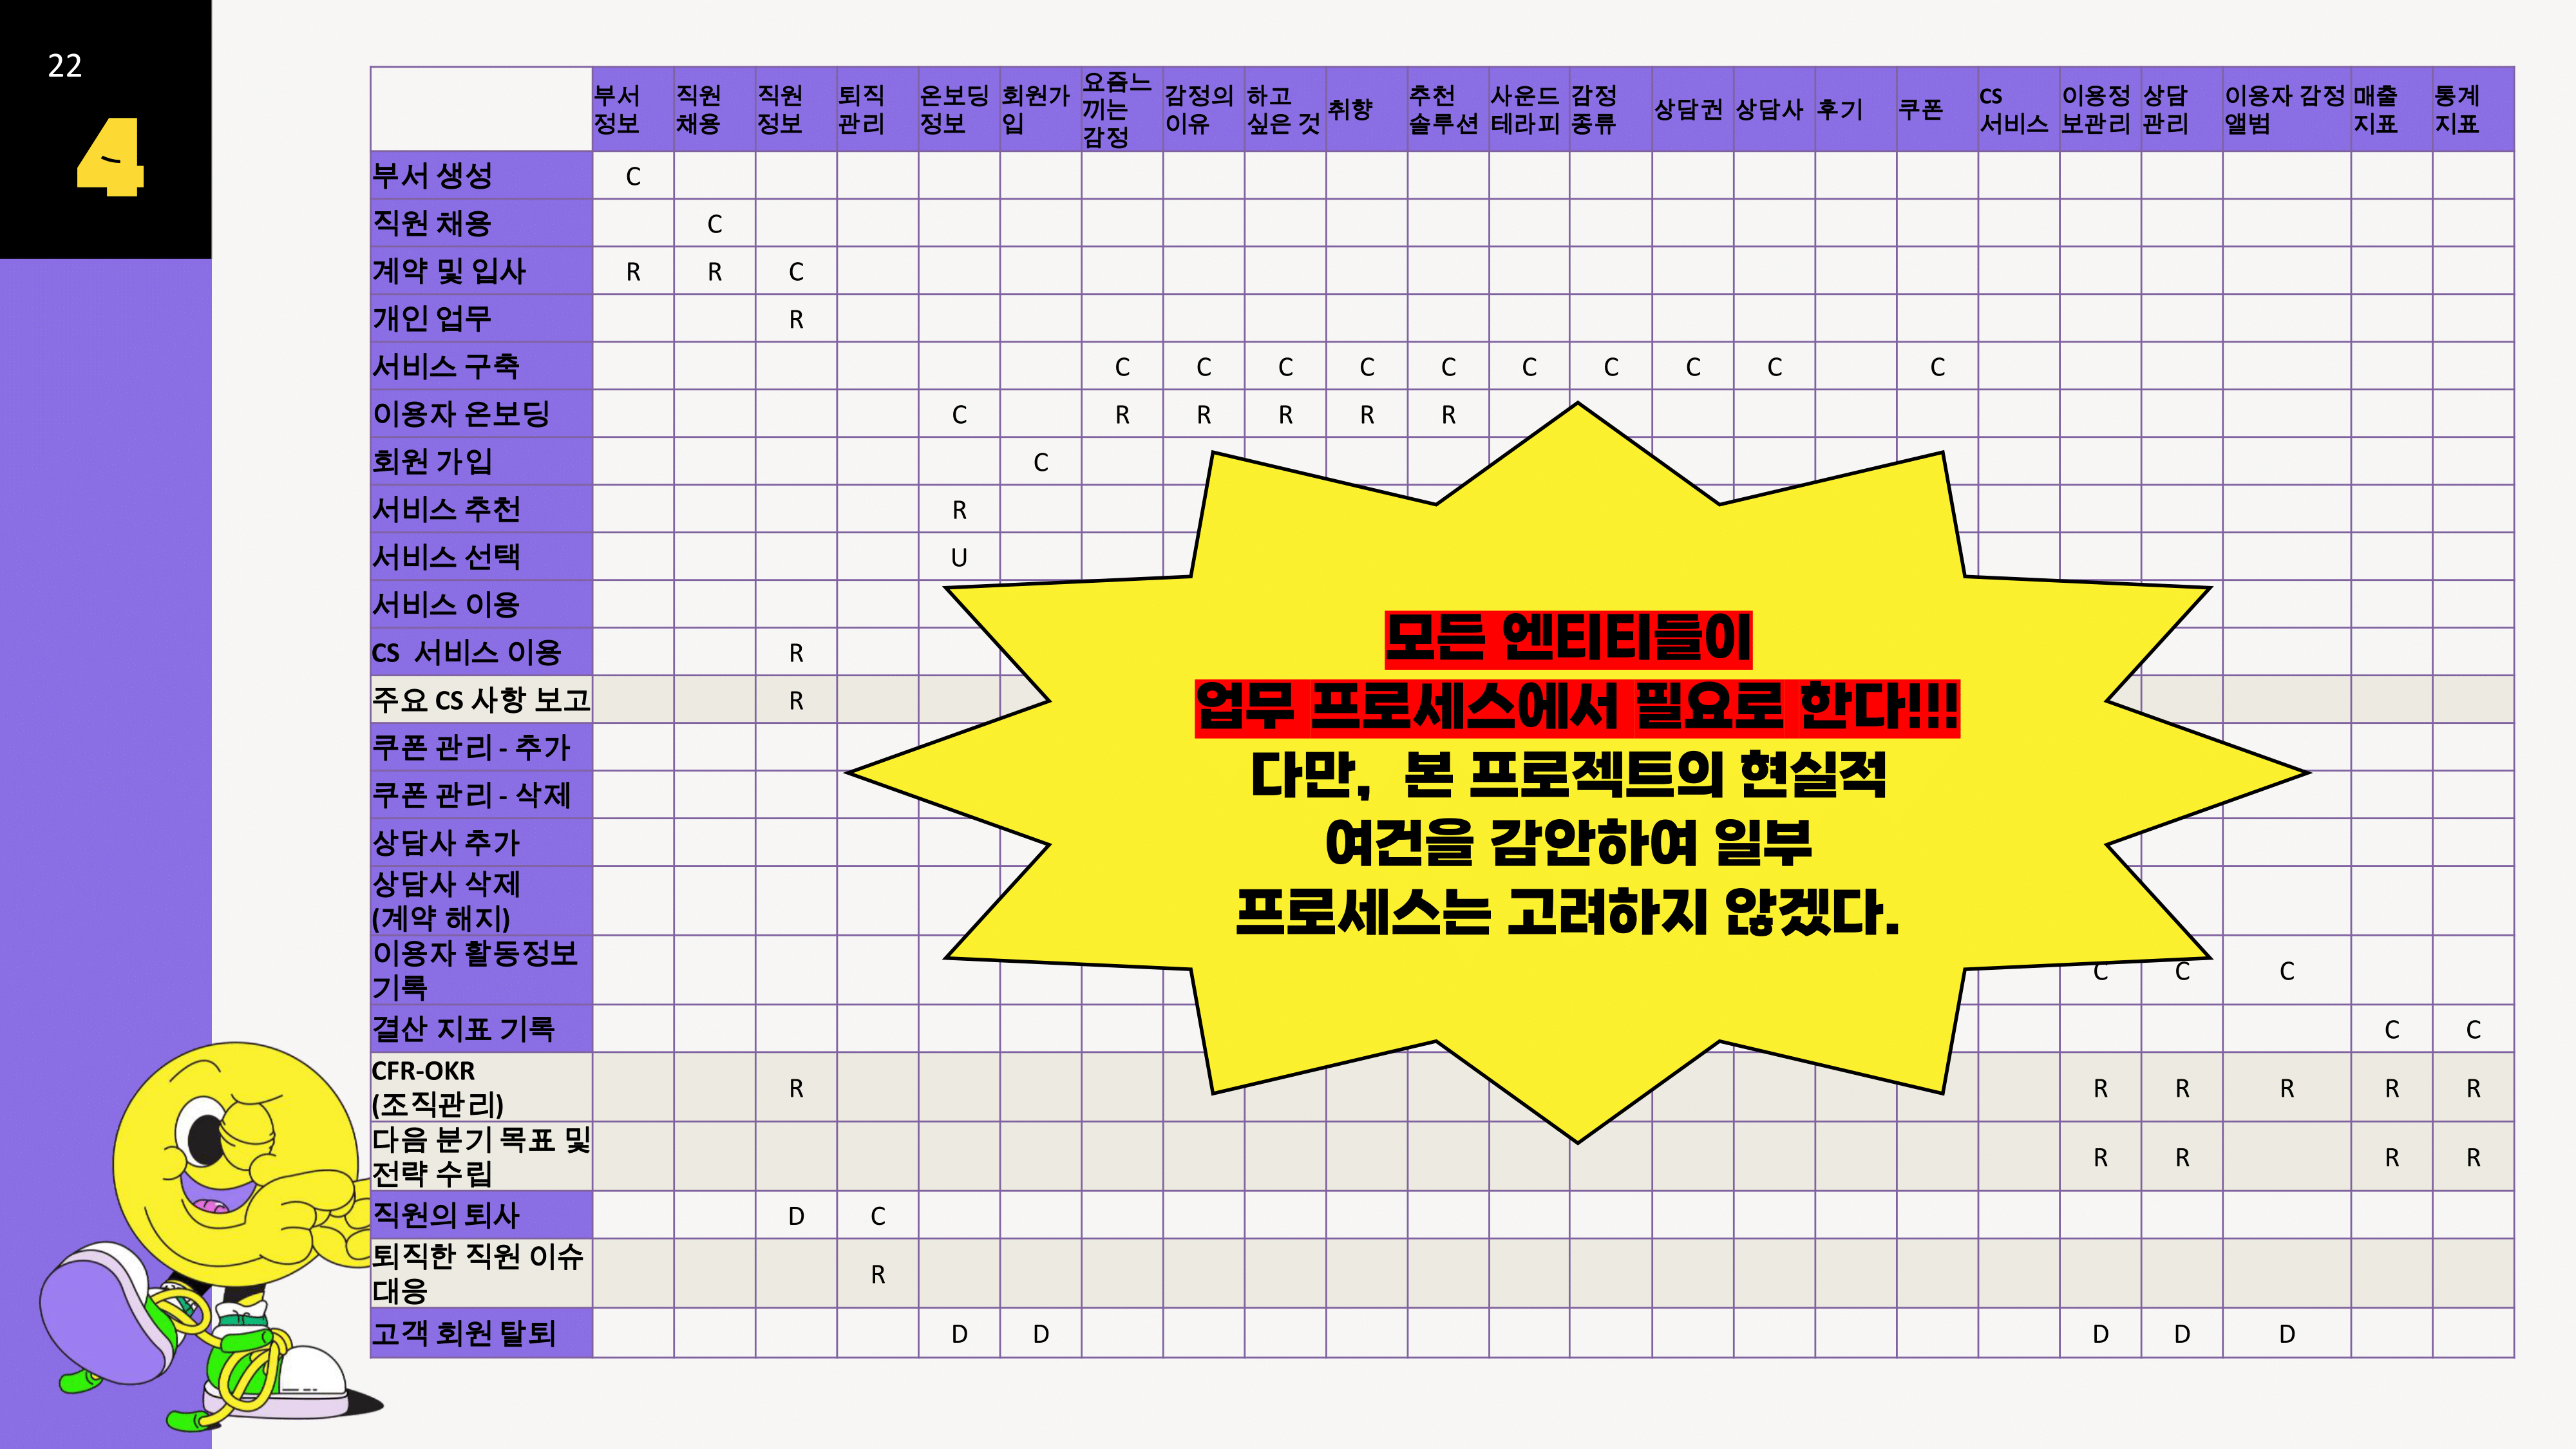 22
4
부서 정보 직원 채용 직원 정보 퇴직 관리 온보딩 정보 회원가입 요즘느끼는 감정 감정의 이유 하고 싶은 것 취향 추천 솔루션 사운드 테라피 감정 종류 상담권 상담사 후기 쿠폰 CS 서비스 이용정보관리 상담 관리 이용자 감정 앨범 매출 지표 통계 지표
부서 생성 C
직원 채용 C
계약 및 입사 R R C
개인 업무 R
서비스 구축 C C C C C C C C C C
이용자 온보딩 C R R R R R
회원 가입 C
서비스 추천 R
서비스 선택 U
서비스 이용
CS 서비스 이용 R
주요 CS 사항 보고 R
쿠폰 관리 - 추가
쿠폰 관리 - 삭제
상담사 추가
상담사 삭제
(계약 해지)
이용자 활동정보
기록 C C C
결산 지표 기록 C C
CFR-OKR
(조직관리) R R R R R R
다음 분기 목표 및
전략 수립 R R R R
직원의 퇴사 D C
퇴직한 직원 이슈
대응 R
고객 회원 탈퇴 D D D D D
모든 엔티티들이
업무 프로세스에서 필요로 한다!!!
다만, 본 프로젝트의 현실적
여건을 감안하여 일부
프로세스는 고려하지 않겠다.